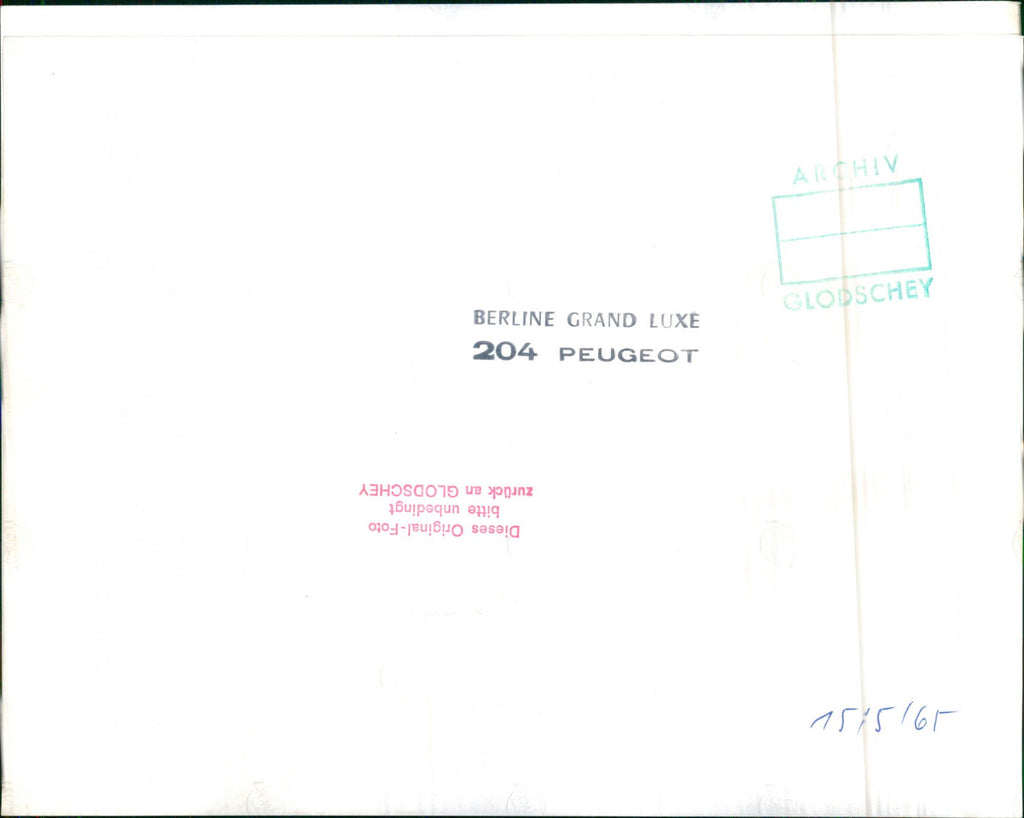 ARCHIV
GLODSCHEY
BERLINE GRAND LUXE
204 PEUGEOT
Dieses Original-Foto
bitte unbedingt
zurück an GLODSCHEY
15/5/65